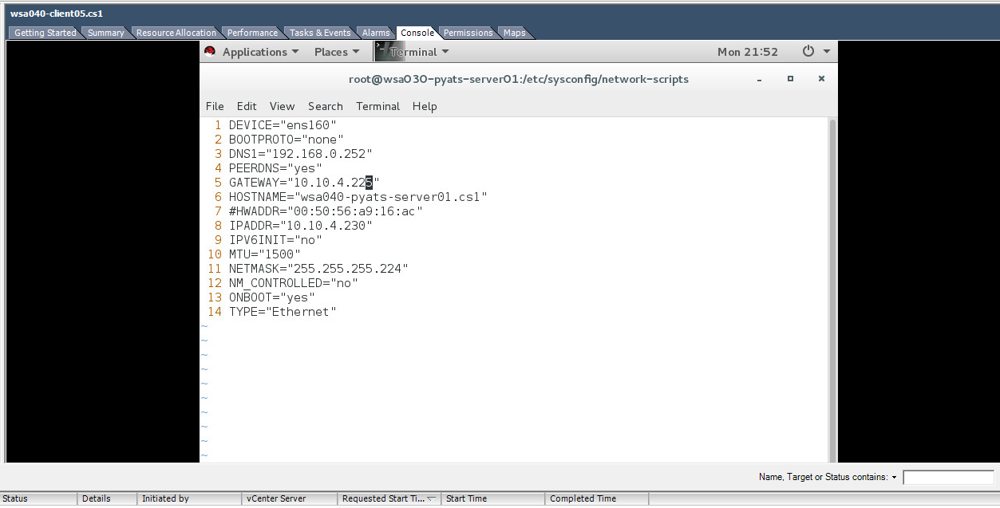 wsa040-client05.cs1
Getting Started Summary Resource Allocation Performance Tasks & Events Alarms Console Permissions Maps
Applications Places Terminal Mon 21:52
root@wsa030-pyats-server01:/etc/sysconfig/network-scripts
File Edit View Search Terminal Help
1 DEVICE="ens160"
2 BOOTPROTO="none"
3 DNS1="192.168.0.252"
4 PEERDNS="yes"
5 GATEWAY="10.10.4.225"
6 HOSTNAME="wsa040-pyats-server01.cs1"
7 #HWADDR="00:50:56:a9:16:ac"
8 IPADDR="10.10.4.230"
9 IPV6INIT="no"
10 MTU="1500"
11 NETMASK="255.255.255.224"
12 NM_CONTROLLED="no"
13 ONBOOT="yes"
14 TYPE="Ethernet"
~
~
~
~
~
~
~
~
~
~
Name, Target or Status contains:
Status Details Initiated by vCenter Server Requested Start Ti... Start Time Completed Time